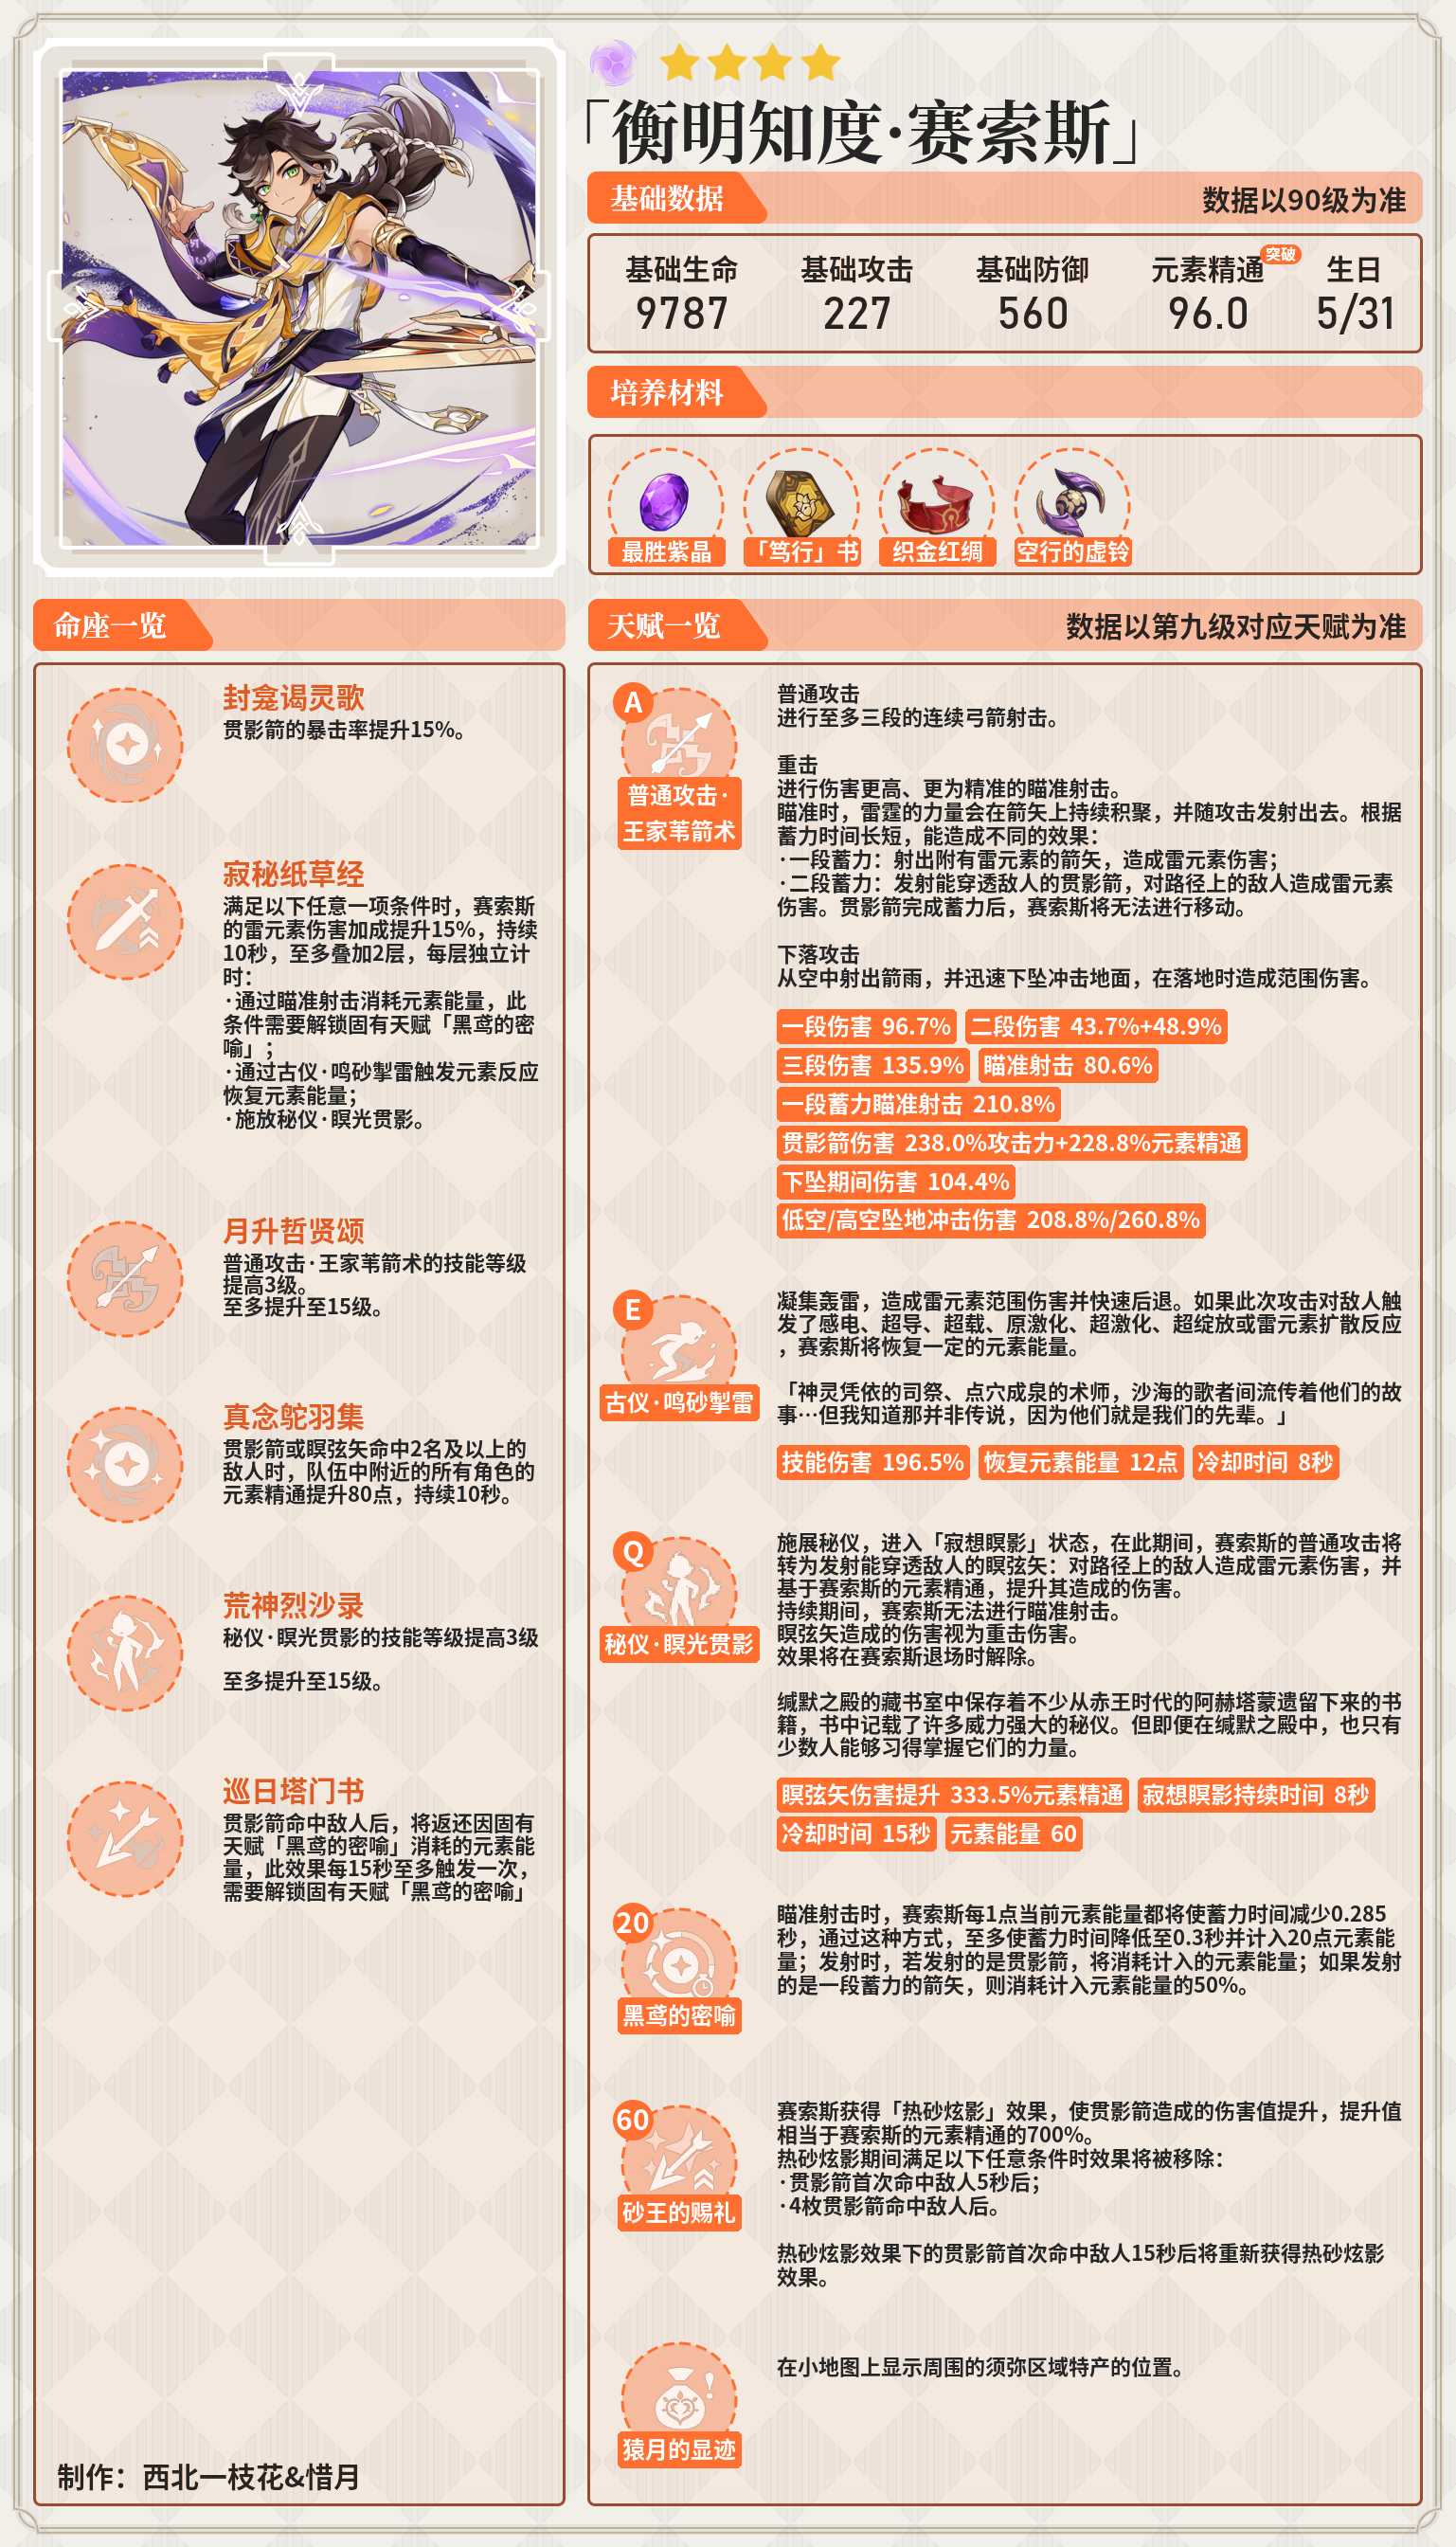 「衡明知度·赛索斯」
基础数据
数据以90级为准
基础生命
基础攻击
基础防御
元素精通
突破
生日
9787
227
560
96.0
5/31
培养材料
最胜紫晶
「笃行」书
织金红绸
空行的虚铃
命座一览
封龛谒灵歌
贯影箭的暴击率提升15%。
寂秘纸草经
满足以下任意一项条件时，赛索斯
的雷元素伤害加成提升15%，持续
10秒，至多叠加2层，每层独立计
时：
·通过瞄准射击消耗元素能量，此
条件需要解锁固有天赋「黑鸢的密
喻」；
·通过古仪·鸣砂掣雷触发元素反应
恢复元素能量；
·施放秘仪·瞑光贯影。
月升哲贤颂
普通攻击·王家苇箭术的技能等级
提高3级。
至多提升至15级。
真念鸵羽集
贯影箭或瞑弦矢命中2名及以上的
敌人时，队伍中附近的所有角色的
元素精通提升80点，持续10秒。
荒神烈沙录
秘仪·瞑光贯影的技能等级提高3级
至多提升至15级。
巡日塔门书
贯影箭命中敌人后，将返还因固有
天赋「黑鸢的密喻」消耗的元素能
量，此效果每15秒至多触发一次，
需要解锁固有天赋「黑鸢的密喻」
制作：西北一枝花&惜月
天赋一览
数据以第九级对应天赋为准
A
普通攻击·
王家苇箭术
普通攻击
进行至多三段的连续弓箭射击。
重击
进行伤害更高、更为精准的瞄准射击。
瞄准时，雷霆的力量会在箭矢上持续积聚，并随攻击发射出去。根据
蓄力时间长短，能造成不同的效果：
·一段蓄力：射出附有雷元素的箭矢，造成雷元素伤害；
·二段蓄力：发射能穿透敌人的贯影箭，对路径上的敌人造成雷元素
伤害。贯影箭完成蓄力后，赛索斯将无法进行移动。
下落攻击
从空中射出箭雨，并迅速下坠冲击地面，在落地时造成范围伤害。
一段伤害 96.7%
二段伤害 43.7%+48.9%
三段伤害 135.9%
瞄准射击 80.6%
一段蓄力瞄准射击 210.8%
贯影箭伤害 238.0%攻击力+228.8%元素精通
下坠期间伤害 104.4%
低空/高空坠地冲击伤害 208.8%/260.8%
E
古仪·鸣砂掣雷
凝集轰雷，造成雷元素范围伤害并快速后退。如果此次攻击对敌人触
发了感电、超导、超载、原激化、超激化、超绽放或雷元素扩散反应
，赛索斯将恢复一定的元素能量。
「神灵凭依的司祭、点穴成泉的术师，沙海的歌者间流传着他们的故
事…但我知道那并非传说，因为他们就是我们的先辈。」
技能伤害 196.5%
恢复元素能量 12点
冷却时间 8秒
Q
秘仪·瞑光贯影
施展秘仪，进入「寂想瞑影」状态，在此期间，赛索斯的普通攻击将
转为发射能穿透敌人的瞑弦矢：对路径上的敌人造成雷元素伤害，并
基于赛索斯的元素精通，提升其造成的伤害。
持续期间，赛索斯无法进行瞄准射击。
瞑弦矢造成的伤害视为重击伤害。
效果将在赛索斯退场时解除。
缄默之殿的藏书室中保存着不少从赤王时代的阿赫塔蒙遗留下来的书
籍，书中记载了许多威力强大的秘仪。但即便在缄默之殿中，也只有
少数人能够习得掌握它们的力量。
瞑弦矢伤害提升 333.5%元素精通
寂想瞑影持续时间 8秒
冷却时间 15秒
元素能量 60
20
黑鸢的密喻
瞄准射击时，赛索斯每1点当前元素能量都将使蓄力时间减少0.285
秒，通过这种方式，至多使蓄力时间降低至0.3秒并计入20点元素能
量；发射时，若发射的是贯影箭，将消耗计入的元素能量；如果发射
的是一段蓄力的箭矢，则消耗计入元素能量的50%。
60
砂王的赐礼
赛索斯获得「热砂炫影」效果，使贯影箭造成的伤害值提升，提升值
相当于赛索斯的元素精通的700%。
热砂炫影期间满足以下任意条件时效果将被移除：
·贯影箭首次命中敌人5秒后；
·4枚贯影箭命中敌人后。
热砂炫影效果下的贯影箭首次命中敌人15秒后将重新获得热砂炫影
效果。
猿月的显迹
在小地图上显示周围的须弥区域特产的位置。